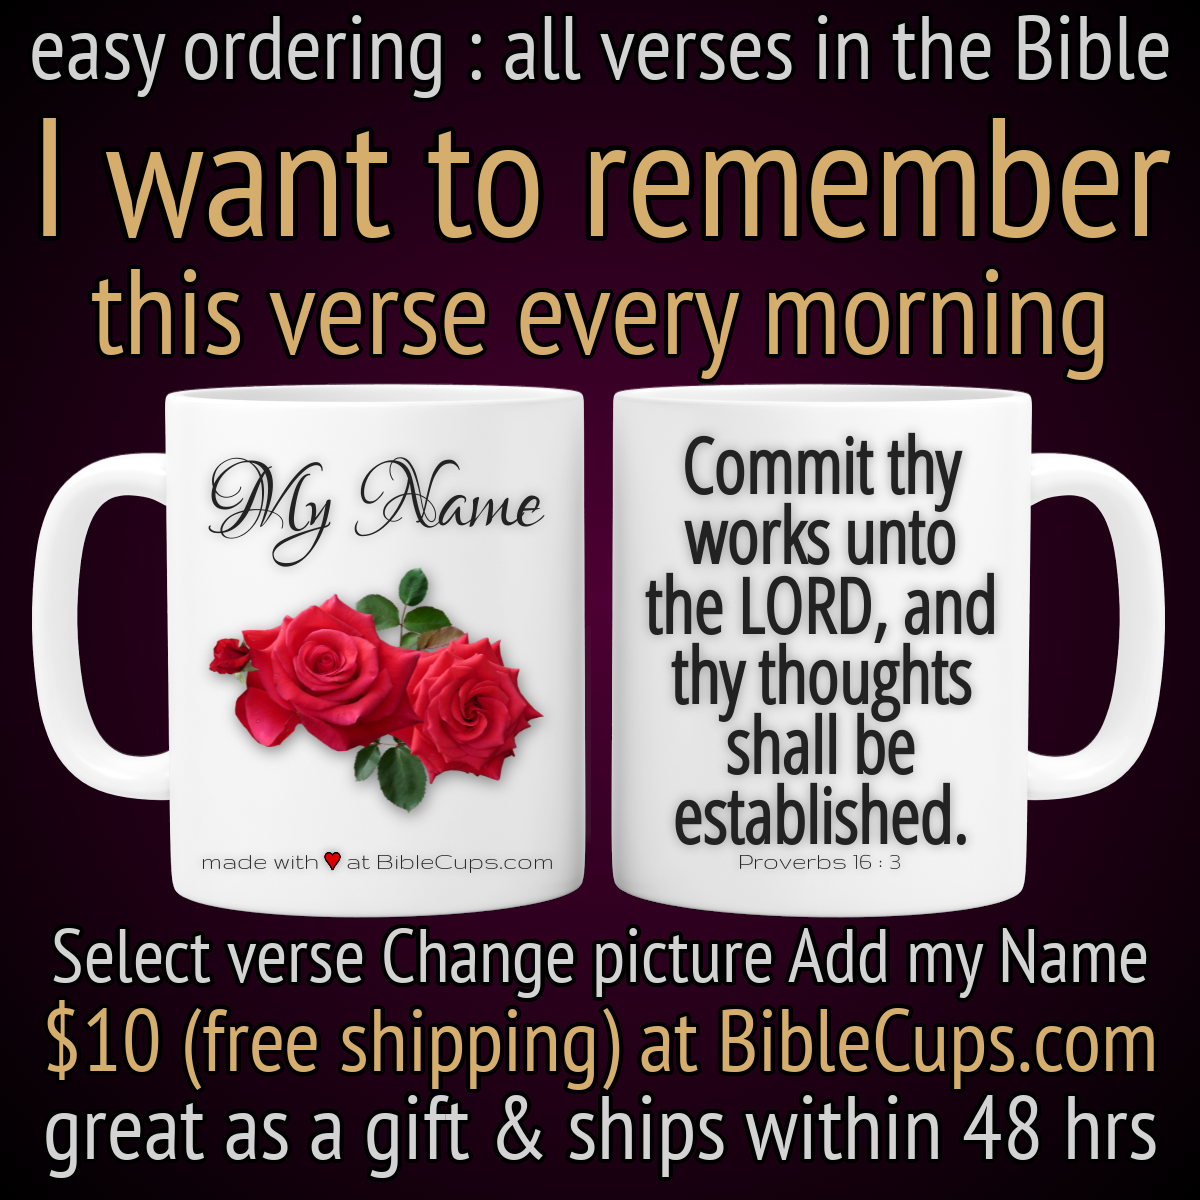 easy ordering : all verses in the Bible
I want to remember
this verse every morning
My Name
made with ♥ at BibleCups.com
Commit thy
works unto
the LORD, and
thy thoughts
shall be
established.
Proverbs 16 : 3
Select verse Change picture Add my Name
$10 (free shipping) at BibleCups.com
great as a gift & ships within 48 hrs